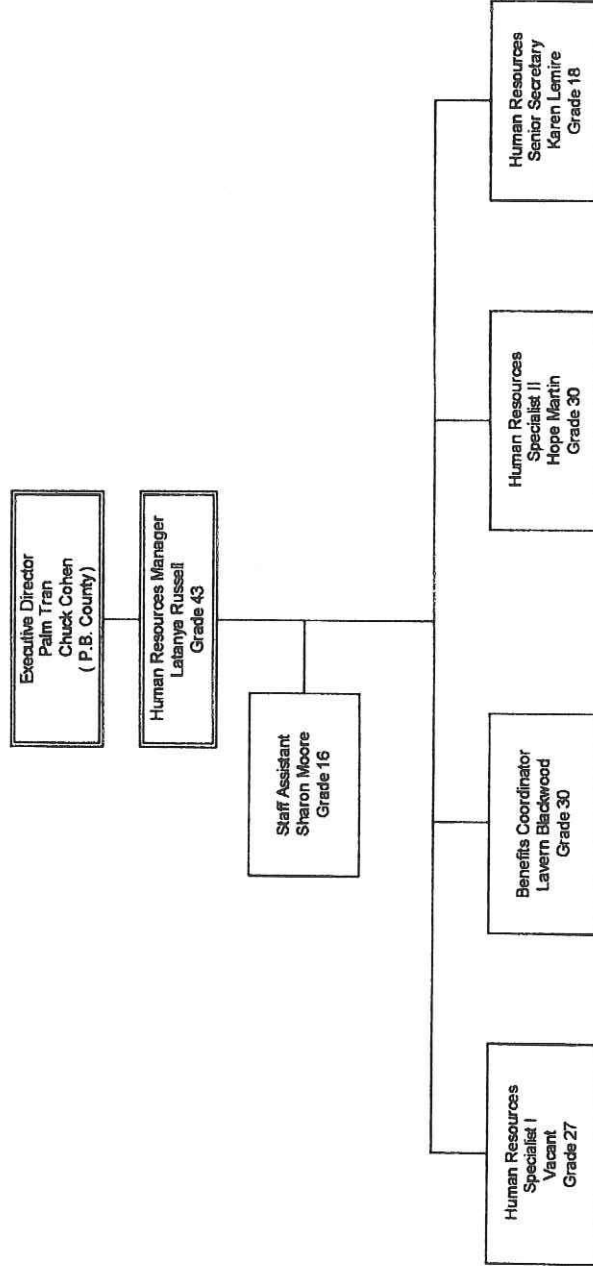 Executive Director
Palm Tran
Chuck Cohen
( P.B. County)
Human Resources Manager
Latanya Russell
Grade 43
Staff Assistant
Sharon Moore
Grade 16
Human Resources
Specialist I
Vacant
Grade 27
Benefits Coordinator
Lavern Blackwood
Grade 30
Human Resources
Specialist II
Hope Martin
Grade 30
Human Resources
Senior Secretary
Karen Lemire
Grade 18